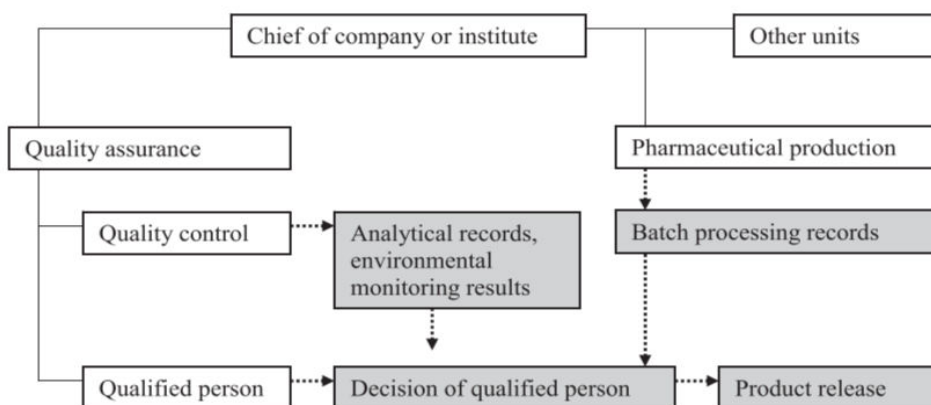 Chief of company or institute
Other units
Quality assurance
Pharmaceutical production
Quality control
Analytical records,
environmental
monitoring results
Batch processing records
Qualified person
Decision of qualified person
Product release